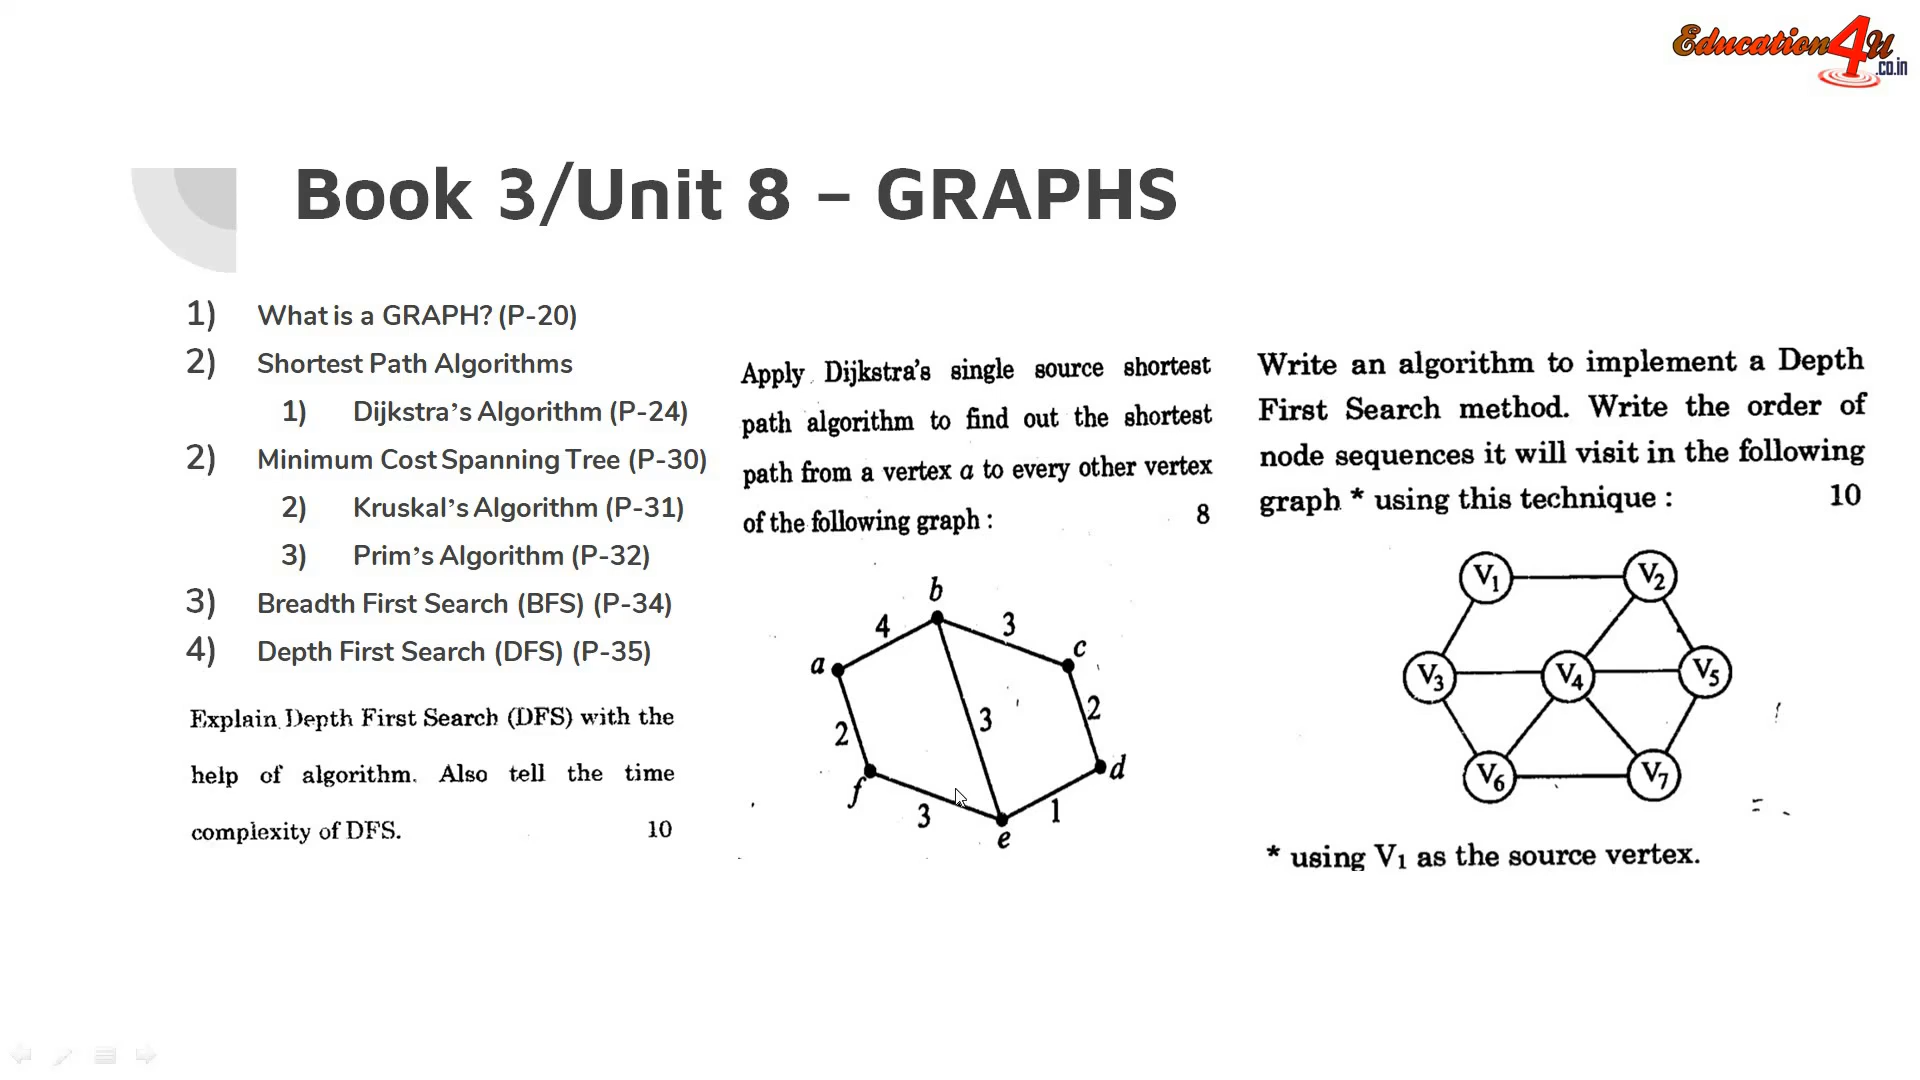 Education4U
.co.in
Book 3/Unit 8 – GRAPHS
1) What is a GRAPH? (P-20)
2) Shortest Path Algorithms
1) Dijkstra's Algorithm (P-24)
2) Minimum Cost Spanning Tree (P-30)
2) Kruskal's Algorithm (P-31)
3) Prim's Algorithm (P-32)
3) Breadth First Search (BFS) (P-34)
4) Depth First Search (DFS) (P-35)
Explain Depth First Search (DFS) with the
help of algorithm. Also tell the time
complexity of DFS. 10
Apply Dijkstra's single source shortest
path algorithm to find out the shortest
path from a vertex a to every other vertex
of the following graph : 8
b
4 3
a c
2 3 2
f d
3 1
e
Write an algorithm to implement a Depth
First Search method. Write the order of
node sequences it will visit in the following
graph * using this technique : 10
V1 V2
V3 V4 V5
V6 V7
* using V1 as the source vertex.